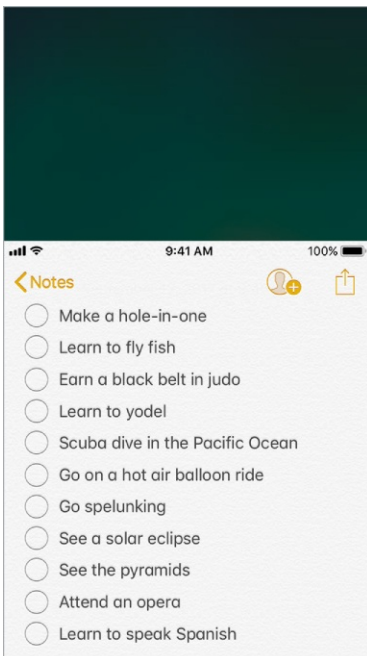 9:41 AM 100%
Notes
Make a hole-in-one
Learn to fly fish
Earn a black belt in judo
Learn to yodel
Scuba dive in the Pacific Ocean
Go on a hot air balloon ride
Go spelunking
See a solar eclipse
See the pyramids
Attend an opera
Learn to speak Spanish